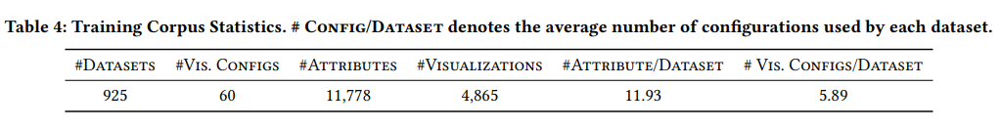 Table 4: Training Corpus Statistics. # CONFIG/DATASET denotes the average number of configurations used by each dataset.
#DATASETS #VIS. CONFIGS #ATTRIBUTES #VISUALIZATIONS #ATTRIBUTE/DATASET # VIS. CONFIGS/DATASET
925 60 11,778 4,865 11.93 5.89